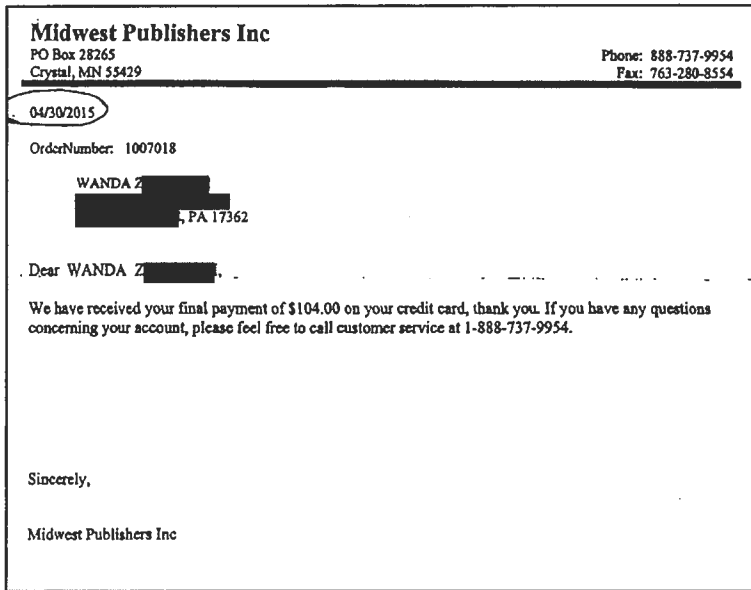 Midwest Publishers Inc
PO Box 28265
Crystal, MN 55429
Phone: 888-737-9954
Fax: 763-280-8554
04/30/2015
OrderNumber: 1007018
WANDA Z
, PA 17362
Dear WANDA Z
We have received your final payment of $104.00 on your credit card, thank you. If you have any questions
concerning your account, please feel free to call customer service at 1-888-737-9954.
Sincerely,
Midwest Publishers Inc